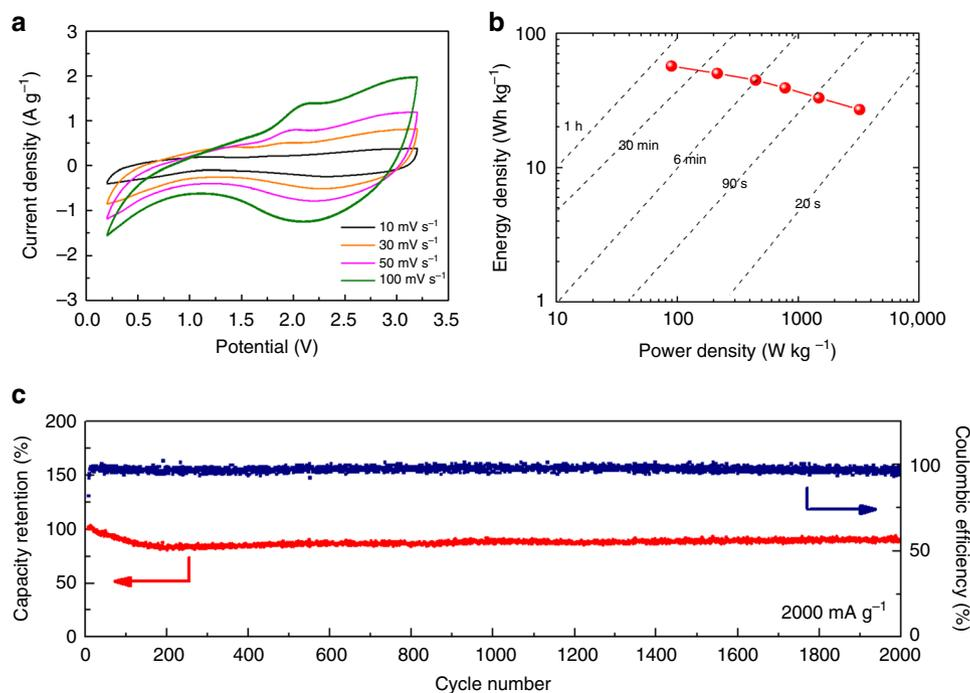 a
3
2
1
0
–1
–2
–3
Current density (A g⁻¹)
10 mV s⁻¹
30 mV s⁻¹
50 mV s⁻¹
100 mV s⁻¹
0.0 0.5 1.0 1.5 2.0 2.5 3.0 3.5
Potential (V)
b
100
10
1
Energy density (Wh kg⁻¹)
1 h
30 min
6 min
90 s
20 s
10 100 1000 10,000
Power density (W kg ⁻¹)
c
200
150
100
50
0
Capacity retention (%)
100
50
0
Coulombic efficiency (%)
2000 mA g⁻¹
0 200 400 600 800 1000 1200 1400 1600 1800 2000
Cycle number